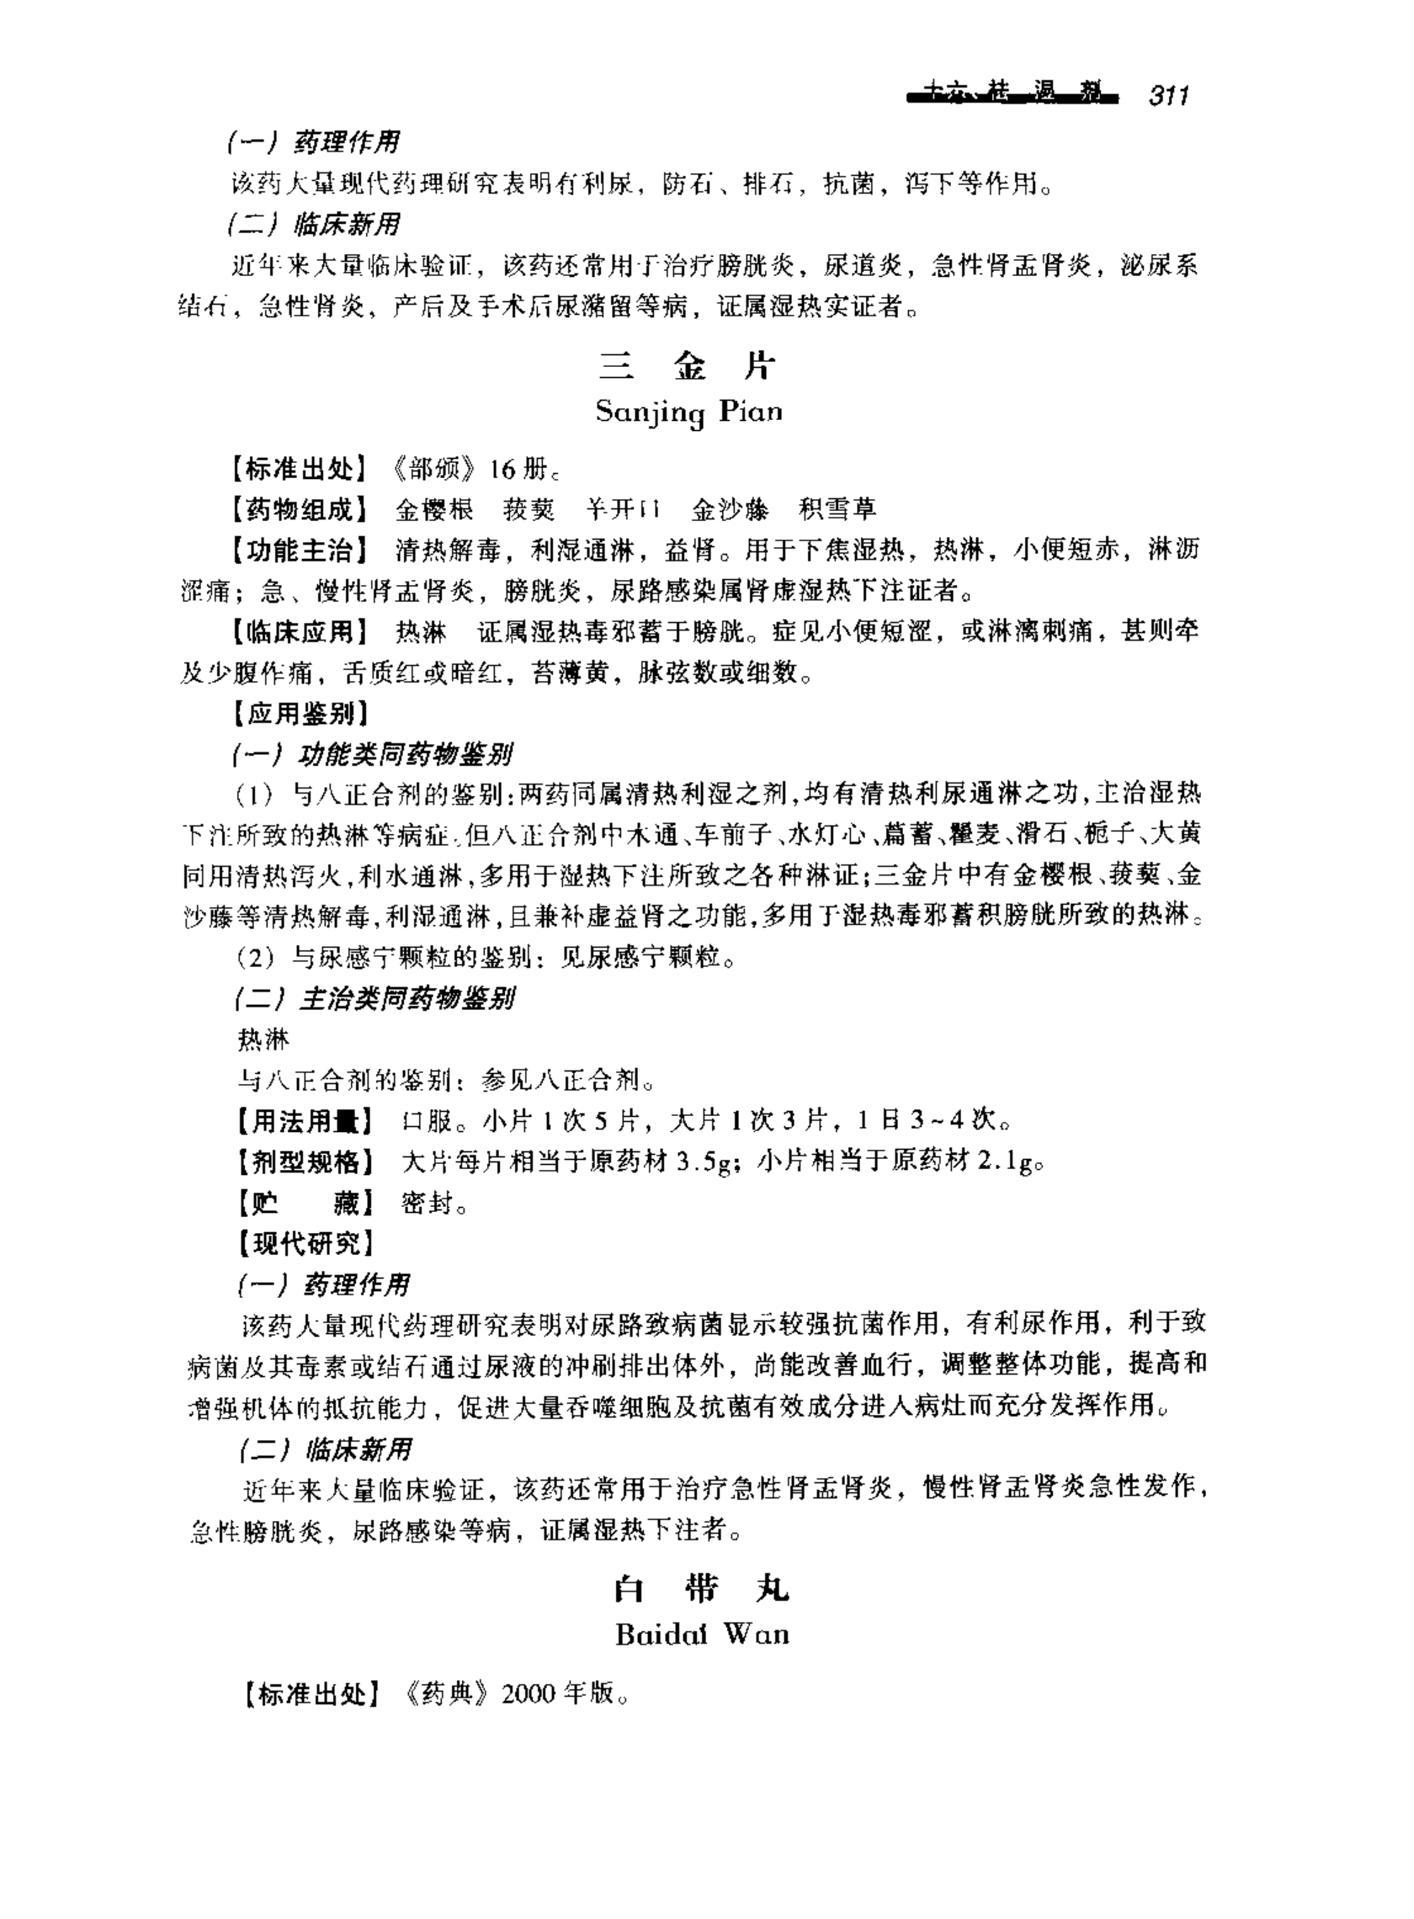 十六、祛湿剂 311
(一) 药理作用
该药大量现代药理研究表明有利尿，防石、排石，抗菌，泻下等作用。
(二) 临床新用
近年来大量临床验证，该药还常用于治疗膀胱炎，尿道炎，急性肾盂肾炎，泌尿系
结石，急性肾炎，产后及手术后尿潴留等病，证属湿热实证者。
三 金 片
Sanjing Pian
【标准出处】 《部颁》16 册。
【药物组成】 金樱根 菝葜 羊开口 金沙藤 积雪草
【功能主治】 清热解毒，利湿通淋，益肾。用于下焦湿热，热淋，小便短赤，淋沥
涩痛；急、慢性肾盂肾炎，膀胱炎，尿路感染属肾虚湿热下注证者。
【临床应用】 热淋 证属湿热毒邪蓄于膀胱。症见小便短涩，或淋漓刺痛，甚则牵
及少腹作痛，舌质红或暗红，苔薄黄，脉弦数或细数。
【应用鉴别】
(一) 功能类同药物鉴别
(1) 与八正合剂的鉴别：两药同属清热利湿之剂，均有清热利尿通淋之功，主治湿热
下注所致的热淋等病症。但八正合剂中木通、车前子、水灯心、萹蓄、瞿麦、滑石、栀子、大黄
同用清热泻火，利水通淋，多用于湿热下注所致之各种淋证；三金片中有金樱根、菝葜、金
沙藤等清热解毒，利湿通淋，且兼补虚益肾之功能，多用于湿热毒邪蓄积膀胱所致的热淋。
(2) 与尿感宁颗粒的鉴别：见尿感宁颗粒。
(二) 主治类同药物鉴别
热淋
与八正合剂的鉴别：参见八正合剂。
【用法用量】 口服。小片 1 次 5 片，大片 1 次 3 片，1 日 3~4 次。
【剂型规格】 大片每片相当于原药材 3.5g；小片相当于原药材 2.1g。
【贮 藏】 密封。
【现代研究】
(一) 药理作用
该药大量现代药理研究表明对尿路致病菌显示较强抗菌作用，有利尿作用，利于致
病菌及其毒素或结石通过尿液的冲刷排出体外，尚能改善血行，调整整体功能，提高和
增强机体的抵抗能力，促进大量吞噬细胞及抗菌有效成分进入病灶而充分发挥作用。
(二) 临床新用
近年来大量临床验证，该药还常用于治疗急性肾盂肾炎，慢性肾盂肾炎急性发作，
急性膀胱炎，尿路感染等病，证属湿热下注者。
白 带 丸
Baidai Wan
【标准出处】 《药典》2000 年版。